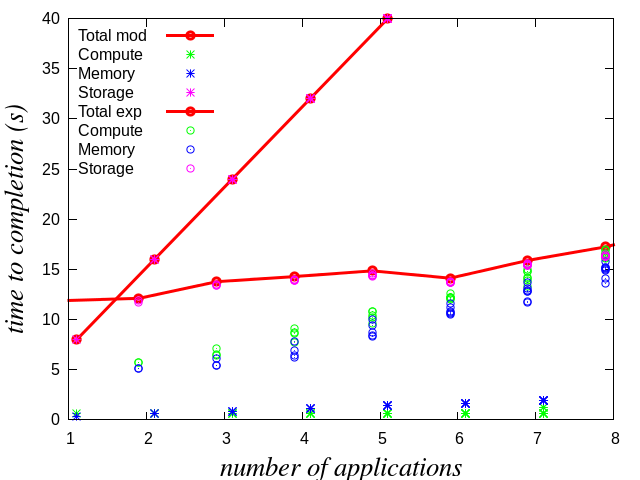 40
35
30
25
20
15
10
5
0
time to completion (s)
Total mod
Compute
Memory
Storage
Total exp
Compute
Memory
Storage
1 2 3 4 5 6 7 8
number of applications